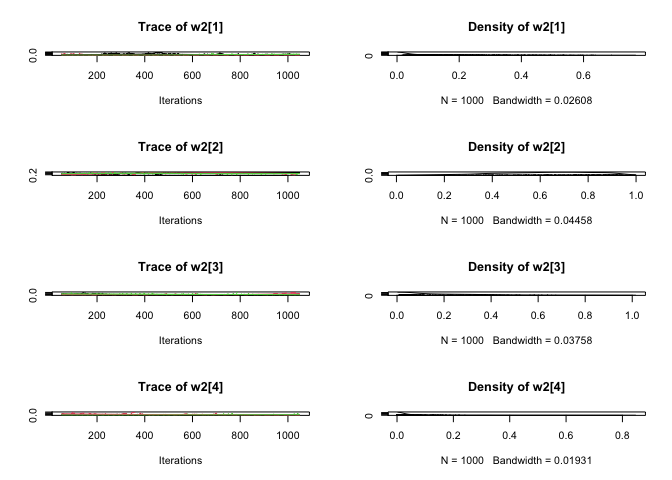 Trace of w2[1]
0.0
200 400 600 800 1000
Iterations
Density of w2[1]
0
0.0 0.2 0.4 0.6
N = 1000 Bandwidth = 0.02608
Trace of w2[2]
0.2
200 400 600 800 1000
Iterations
Density of w2[2]
0.0
0.0 0.2 0.4 0.6 0.8 1.0
N = 1000 Bandwidth = 0.04458
Trace of w2[3]
0.0
200 400 600 800 1000
Iterations
Density of w2[3]
0
0.0 0.2 0.4 0.6 0.8 1.0
N = 1000 Bandwidth = 0.03758
Trace of w2[4]
0.0
200 400 600 800 1000
Iterations
Density of w2[4]
0
0.0 0.2 0.4 0.6 0.8
N = 1000 Bandwidth = 0.01931